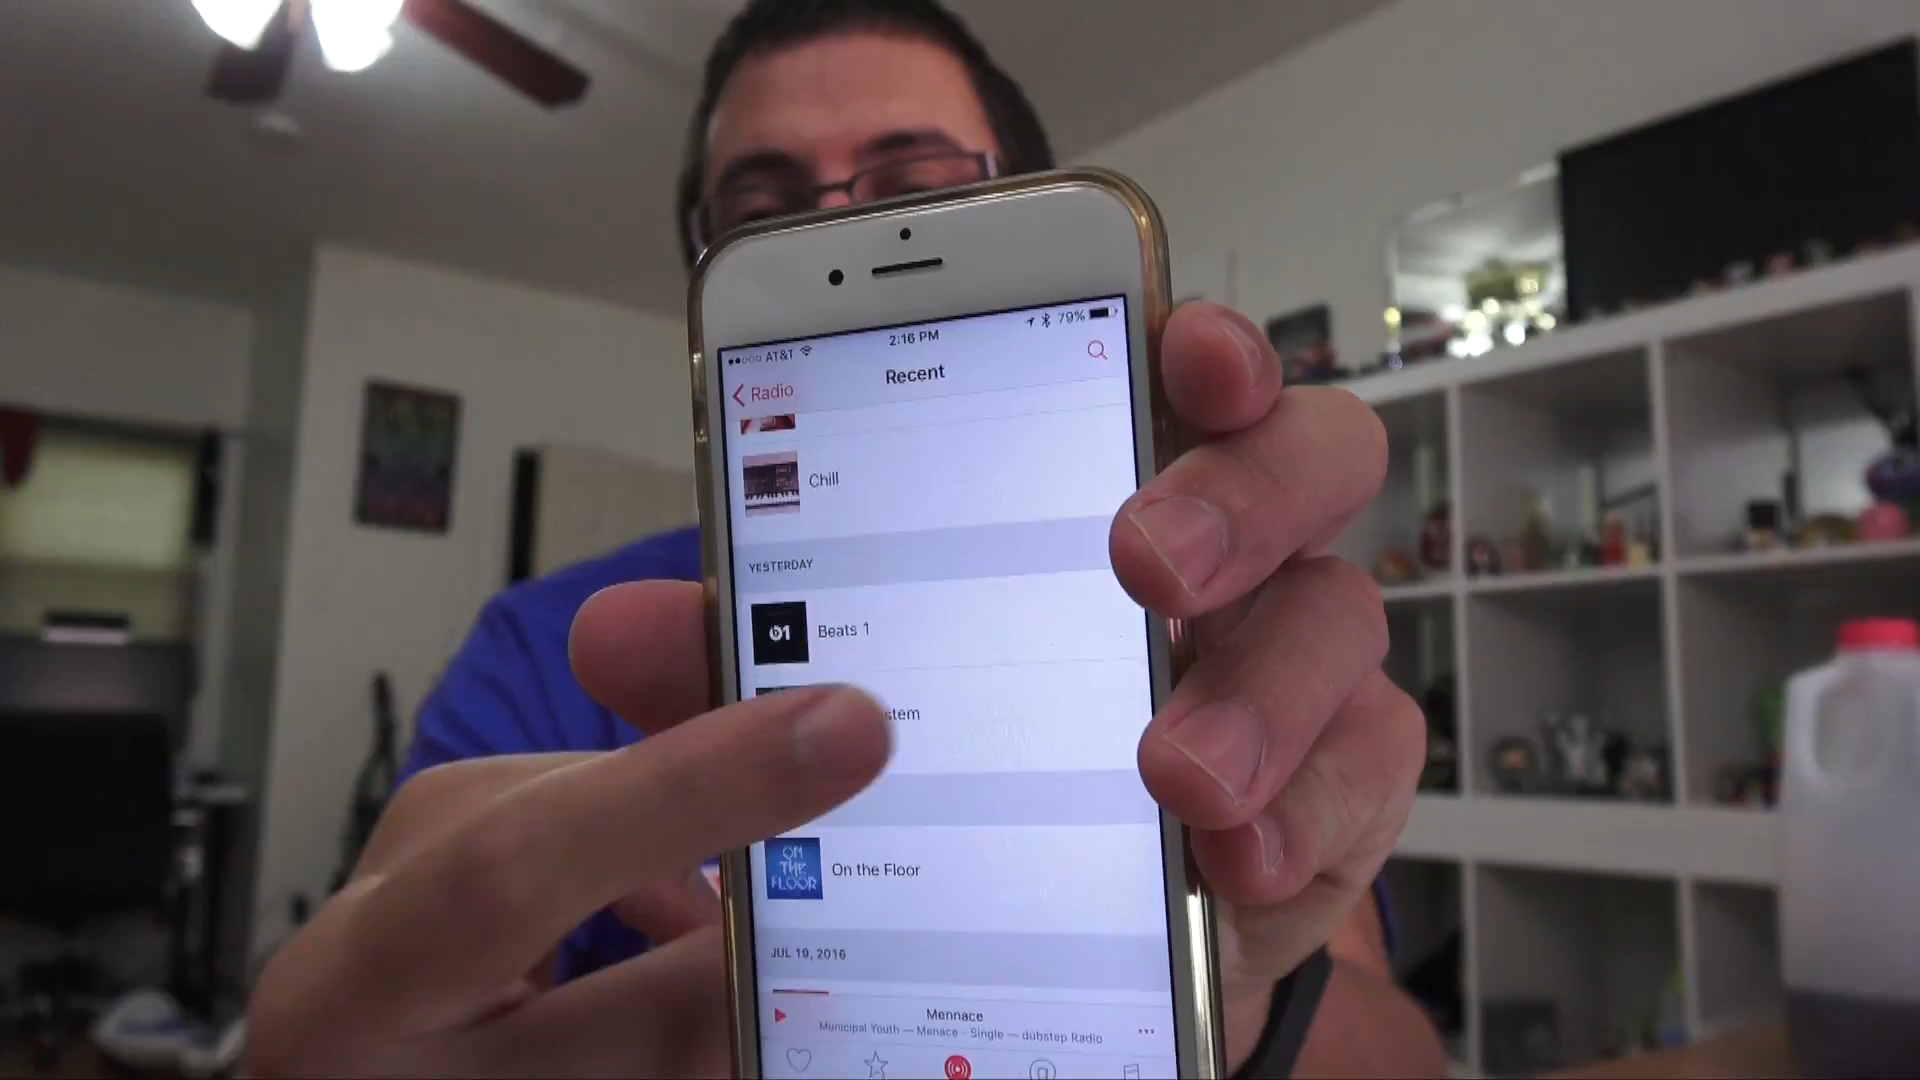 AT&T
2:16 PM
79%
Radio
Recent
Chill
YESTERDAY
01
Beats 1
stem
ON
THE
FLOOR
On the Floor
JUL 19, 2016
Mennace
Municipal Youth — Menace - Single — dubstep Radio